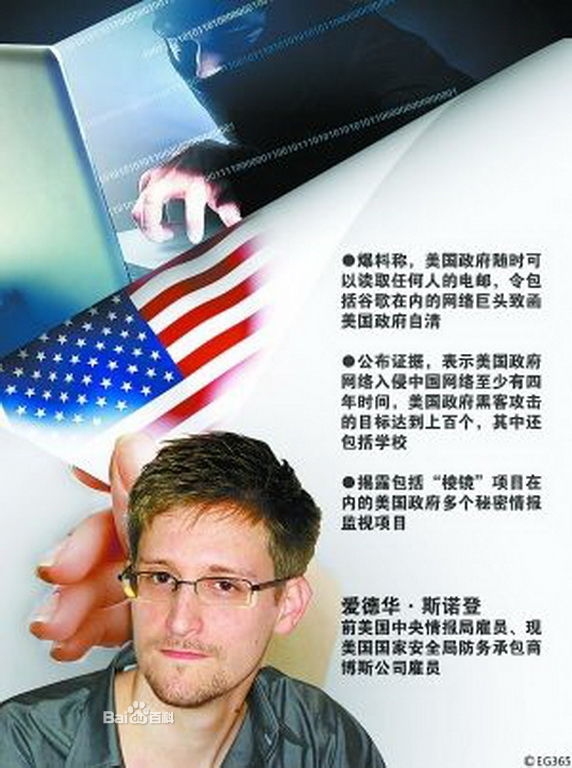 ●爆料称，美国政府随时可
以读取任何人的电邮，令包
括谷歌在内的网络巨头致函
美国政府自清
●公布证据，表示美国政府
网络入侵中国网络至少有四
年时间，美国政府黑客攻击
的目标达到上百个，其中还
包括学校
●揭露包括“棱镜”项目在
内的美国政府多个秘密情报
监视项目
爱德华·斯诺登
前美国中央情报局雇员、现
美国国家安全局防务承包商
博斯公司雇员
Bai百科
©EG365